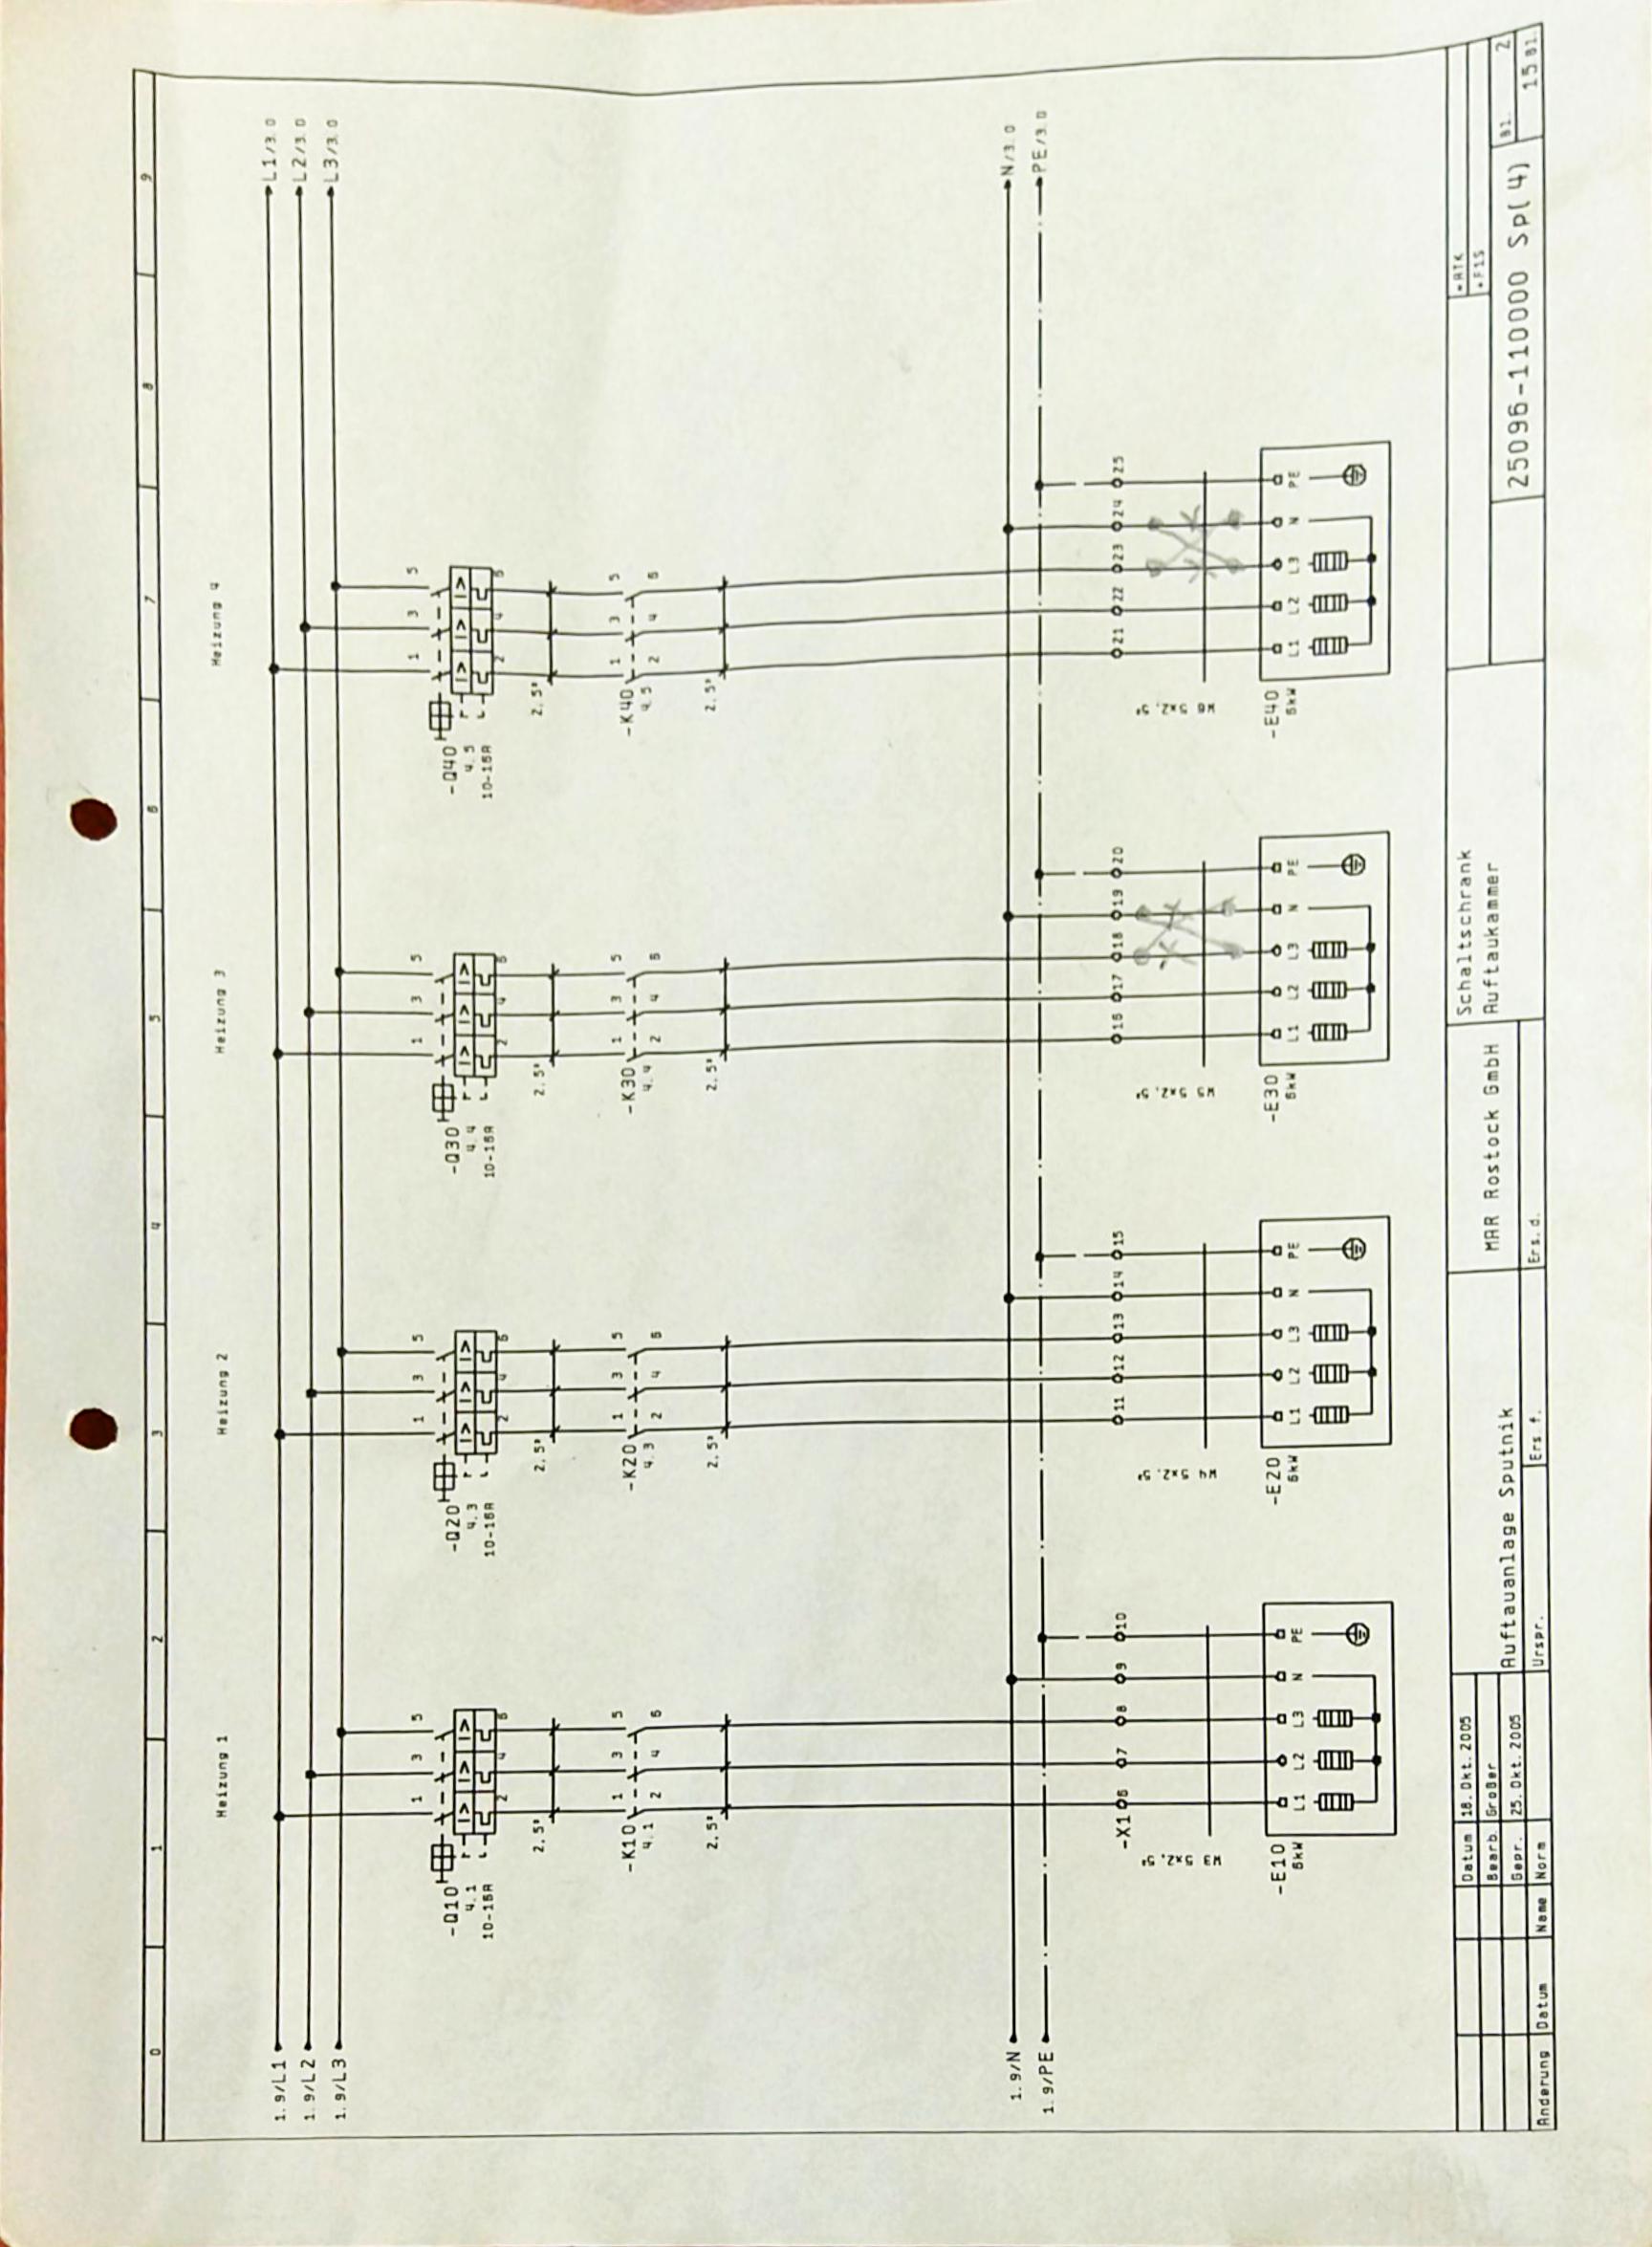 0 1 2 3 4 5 6 7 8 9
Heizung 1 Heizung 2 Heizung 3 Heizung 4
1.9/L1 L1/3.0
1.9/L2 L2/3.0
1.9/L3 L3/3.0
1 3 5 1 3 5 1 3 5 1 3 5
-Q10 I> I> I> -Q20 I> I> I> -Q30 I> I> I> -Q40 I> I> I>
4.1 4.3 4.4 4.5
10-16A 10-16A 10-16A 10-16A
2 4 6 2 4 6 2 4 6 2 4 6
2,5² 2,5² 2,5² 2,5²
1 3 5 1 3 5 1 3 5 1 3 5
-K10 -K20 -K30 -K40
4.1 4.3 4.4 4.5
2 4 6 2 4 6 2 4 6 2 4 6
2,5² 2,5² 2,5² 2,5²
1.9/N N/3.0
1.9/PE PE/3.0
-X1 6 7 8 9 10 11 12 13 14 15 16 17 18 19 20 21 22 23 24 25
W3 5x2,5² W4 5x2,5² W5 5x2,5² W6 5x2,5²
-E10 -E20 -E30 -E40
6kW L1 L2 L3 N PE 6kW L1 L2 L3 N PE 6kW L1 L2 L3 N PE 6kW L1 L2 L3 N PE
Datum 18.Okt.2005
Bearb. Großer
Gepr. 25.Okt.2005
Änderung Datum Name Norm
Auftauanlage Sputnik
Urspr. Ers. f. Ers. d.
MAR Rostock GmbH
Schaltschrank
Auftaukammer
=ATK
+F1S
25096-110000 Sp(4)
Bl. 2
15 Bl.